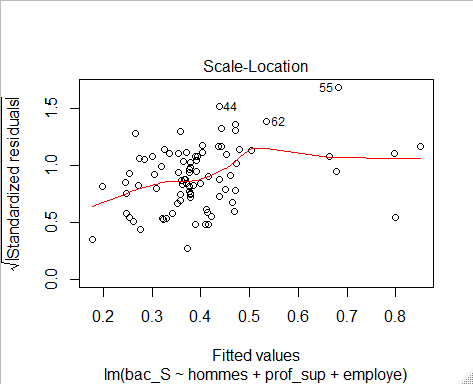 Scale-Location
√|Standardized residuals|
1.5
1.0
0.5
0.0
55
44
62
0.2 0.3 0.4 0.5 0.6 0.7 0.8
Fitted values
lm(bac_S ~ hommes + prof_sup + employe)